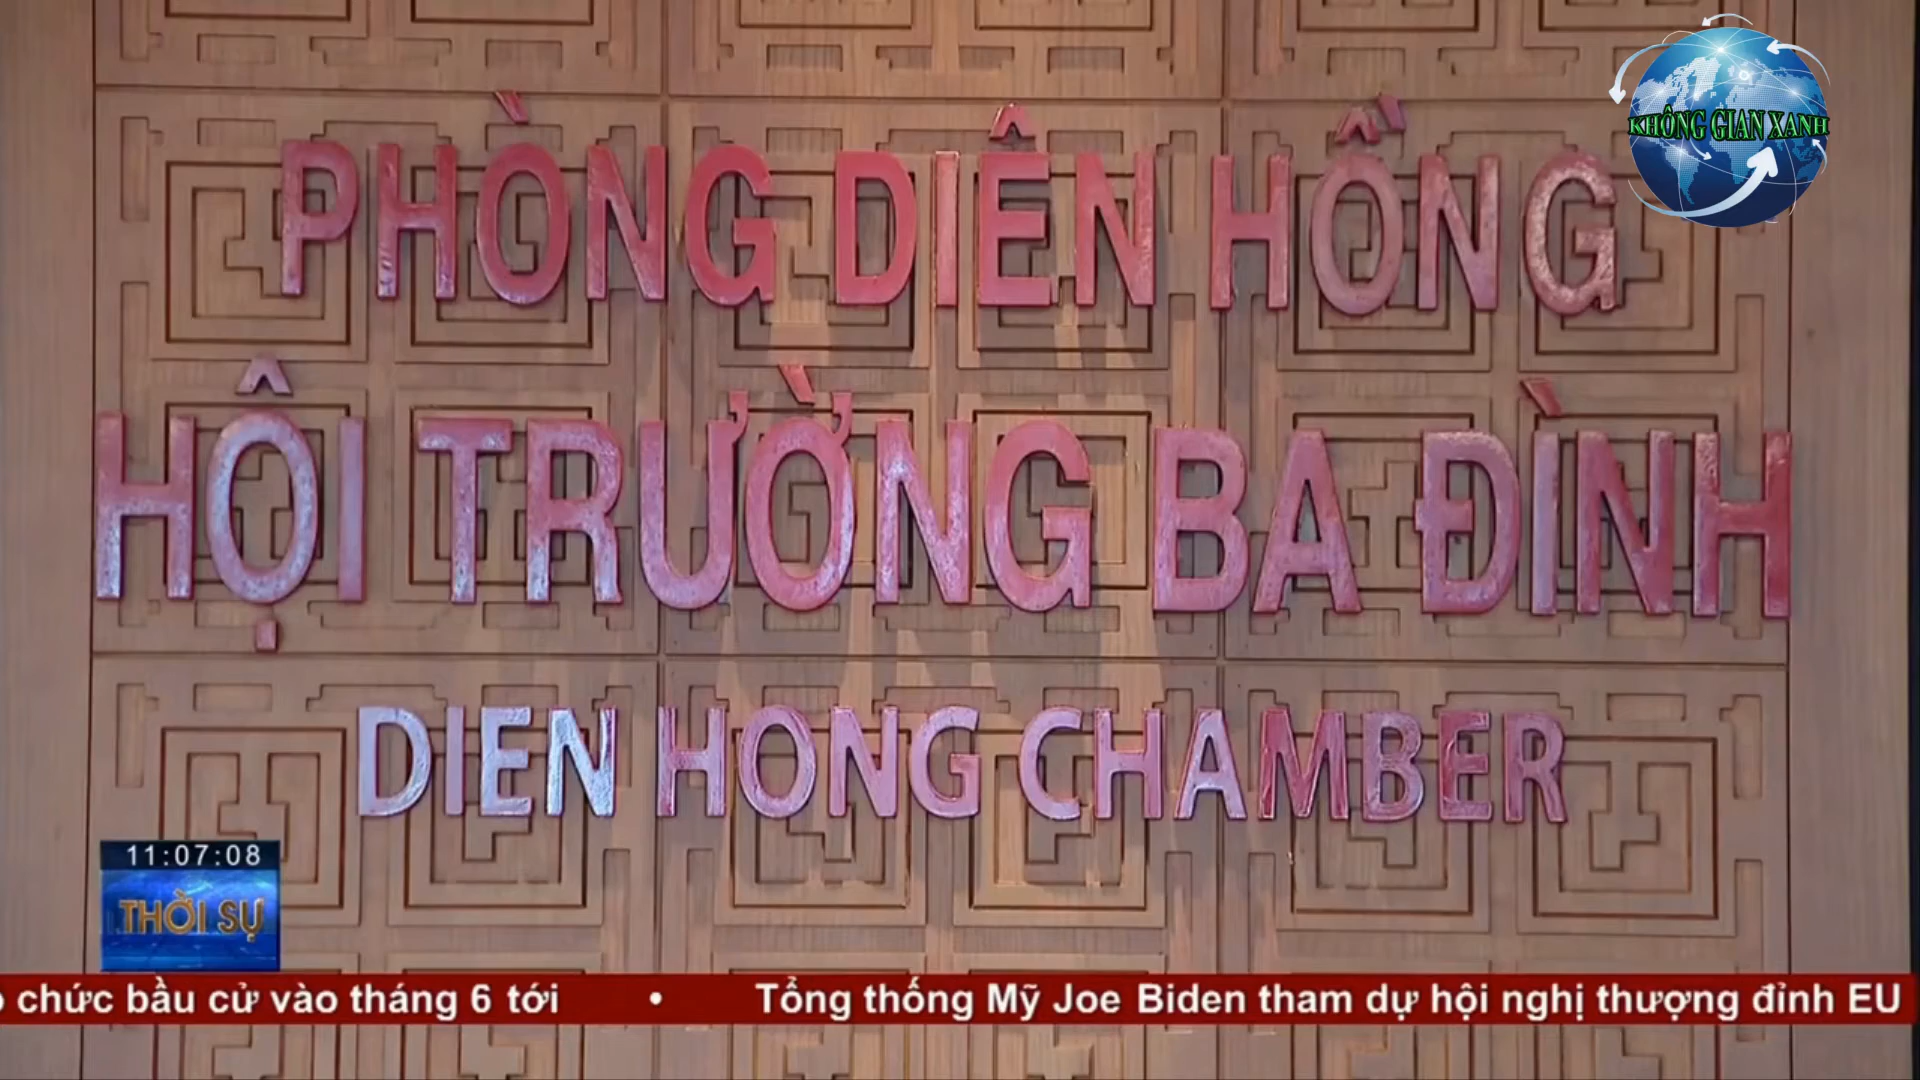 KHÔNG GIAN XANH
PHÒNG DIÊN HỒNG
HỘI TRƯỜNG BA ĐÌNH
DIEN HONG CHAMBER
11:07:08
THỜI SỰ
chức bầu cử vào tháng 6 tới • Tổng thống Mỹ Joe Biden tham dự hội nghị thượng đỉnh EU